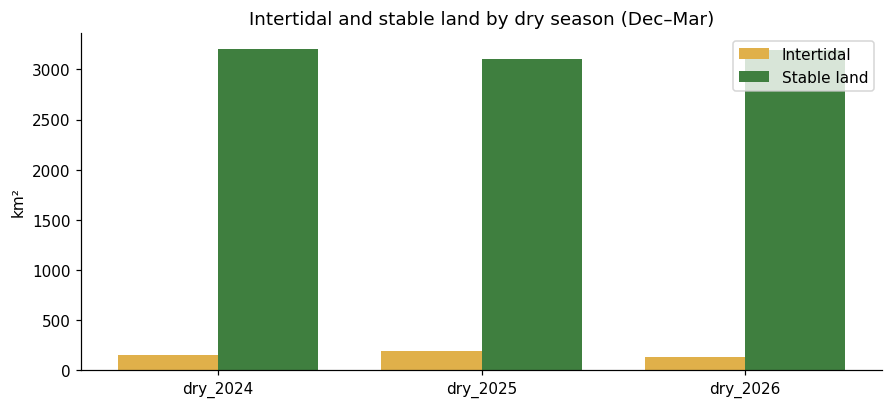 Intertidal and stable land by dry season (Dec–Mar)
Intertidal
Stable land
km²
3000
2500
2000
1500
1000
500
0
dry_2024
dry_2025
dry_2026